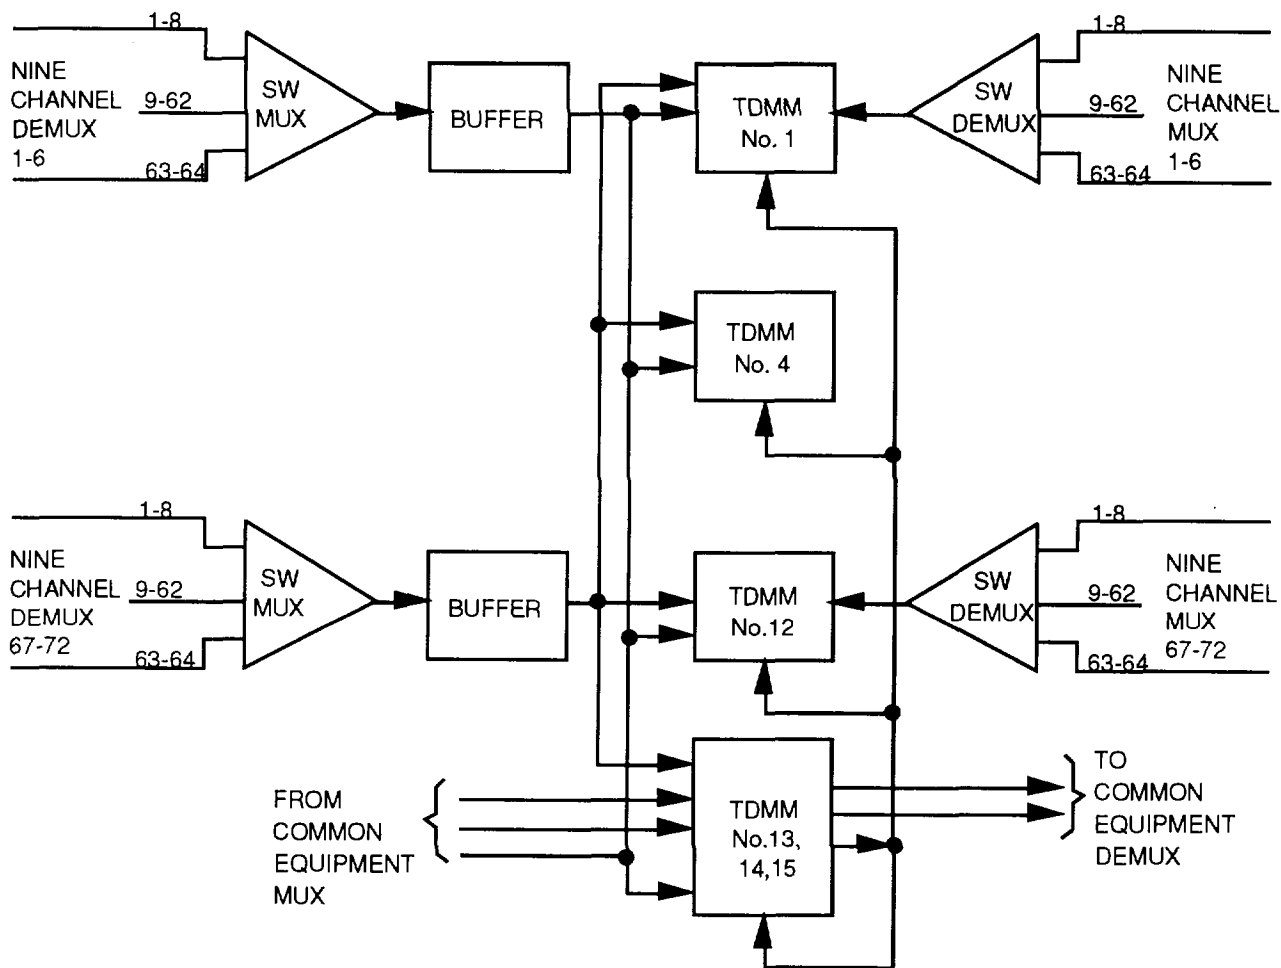 1-8
NINE
CHANNEL
DEMUX
1-6
9-62
63-64
SW
MUX
BUFFER
TDMM
No. 1
SW
DEMUX
1-8
9-62
63-64
NINE
CHANNEL
MUX
1-6
TDMM
No. 4
1-8
NINE
CHANNEL
DEMUX
67-72
9-62
63-64
SW
MUX
BUFFER
TDMM
No.12
SW
DEMUX
1-8
9-62
63-64
NINE
CHANNEL
MUX
67-72
FROM
COMMON
EQUIPMENT
MUX
TDMM
No.13,
14,15
TO
COMMON
EQUIPMENT
DEMUX